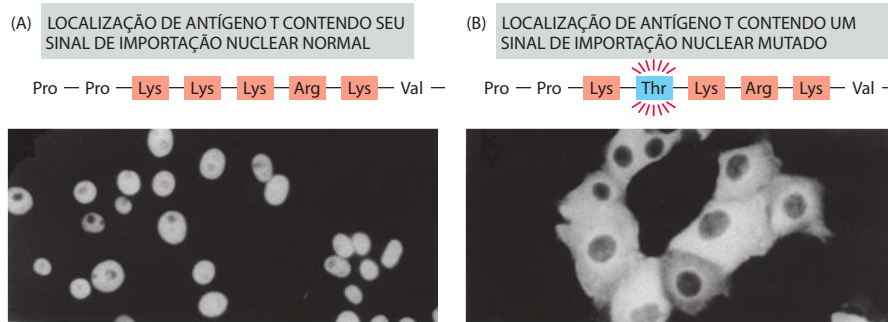 (A) LOCALIZAÇÃO DE ANTÍGENO T CONTENDO SEU
SINAL DE IMPORTAÇÃO NUCLEAR NORMAL
Pro — Pro — Lys — Lys — Lys — Arg — Lys — Val —
(B) LOCALIZAÇÃO DE ANTÍGENO T CONTENDO UM
SINAL DE IMPORTAÇÃO NUCLEAR MUTADO
Pro — Pro — Lys — Thr — Lys — Arg — Lys — Val —